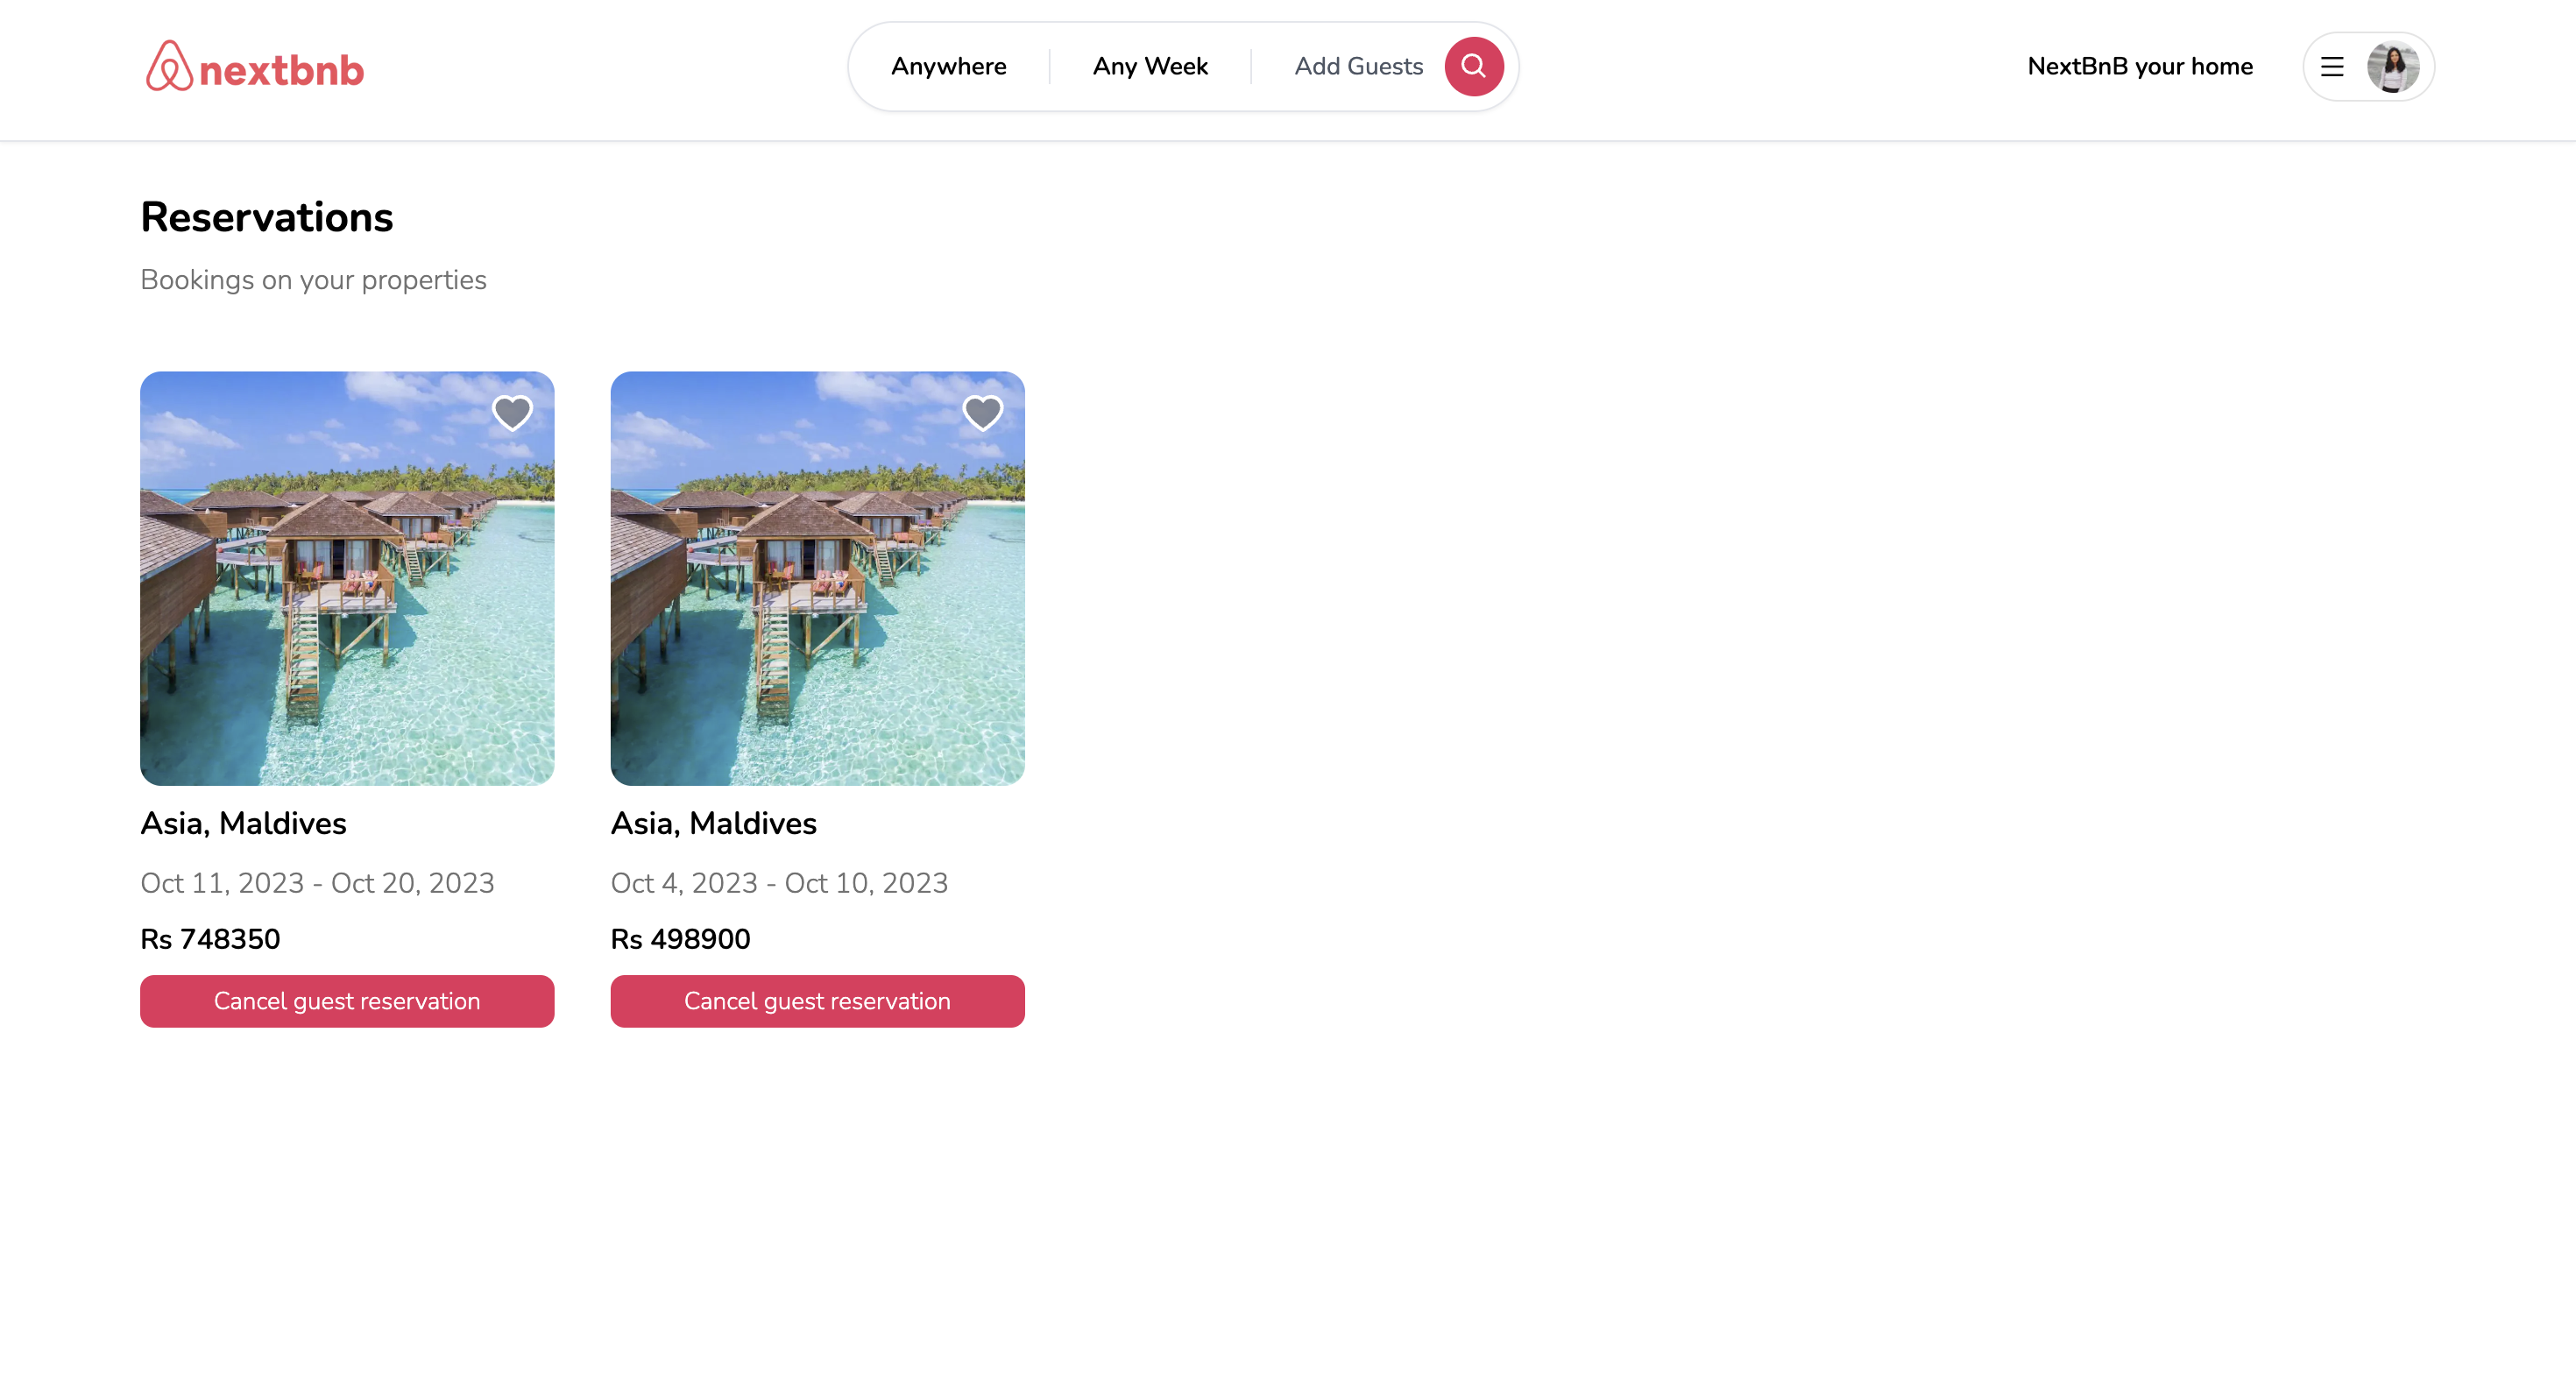 nextbnb
Anywhere
Any Week
Add Guests
NextBnB your home
Reservations
Bookings on your properties
Asia, Maldives
Oct 11, 2023 - Oct 20, 2023
Rs 748350
Cancel guest reservation
Asia, Maldives
Oct 4, 2023 - Oct 10, 2023
Rs 498900
Cancel guest reservation